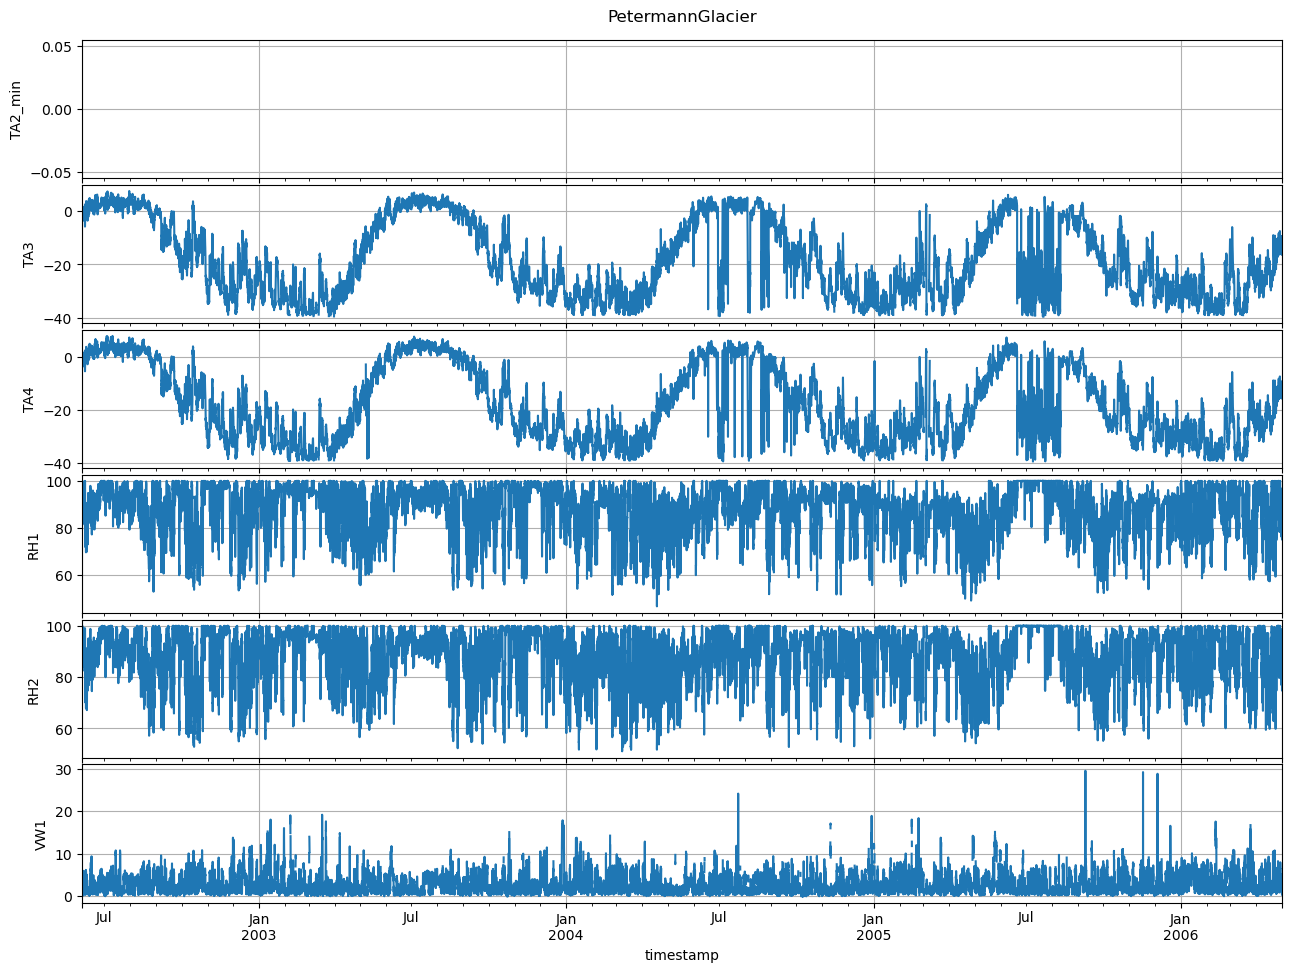 PetermannGlacier
0.05
0.00
−0.05
TA2_min
0
−20
−40
TA3
0
−20
−40
TA4
100
80
60
RH1
100
80
60
RH2
30
20
10
0
VW1
Jul Jan Jul Jan Jul Jan Jul Jan
2003 2004 2005 2006
timestamp